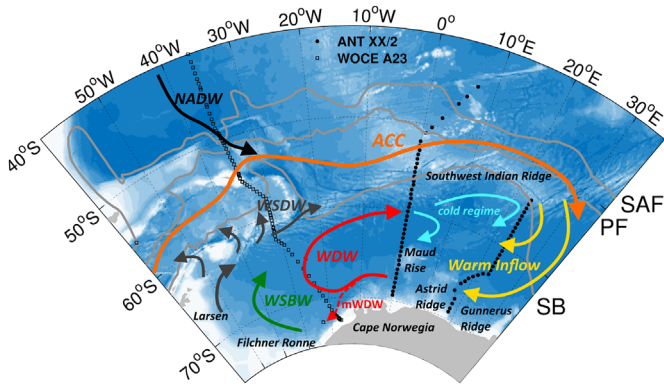 50°W
40°W
30°W
20°W
10°W
0°
10°E
20°E
30°E
40°S
50°S
60°S
70°S
ANT XX/2
WOCE A23
NADW
ACC
Southwest Indian Ridge
SAF
PF
SB
WSDW
cold regime
WDW
Maud
Rise
Warm Inflow
WSBW
mWDW
Astrid
Ridge
Gunnerus
Ridge
Larsen
Cape Norwegia
Filchner Ronne